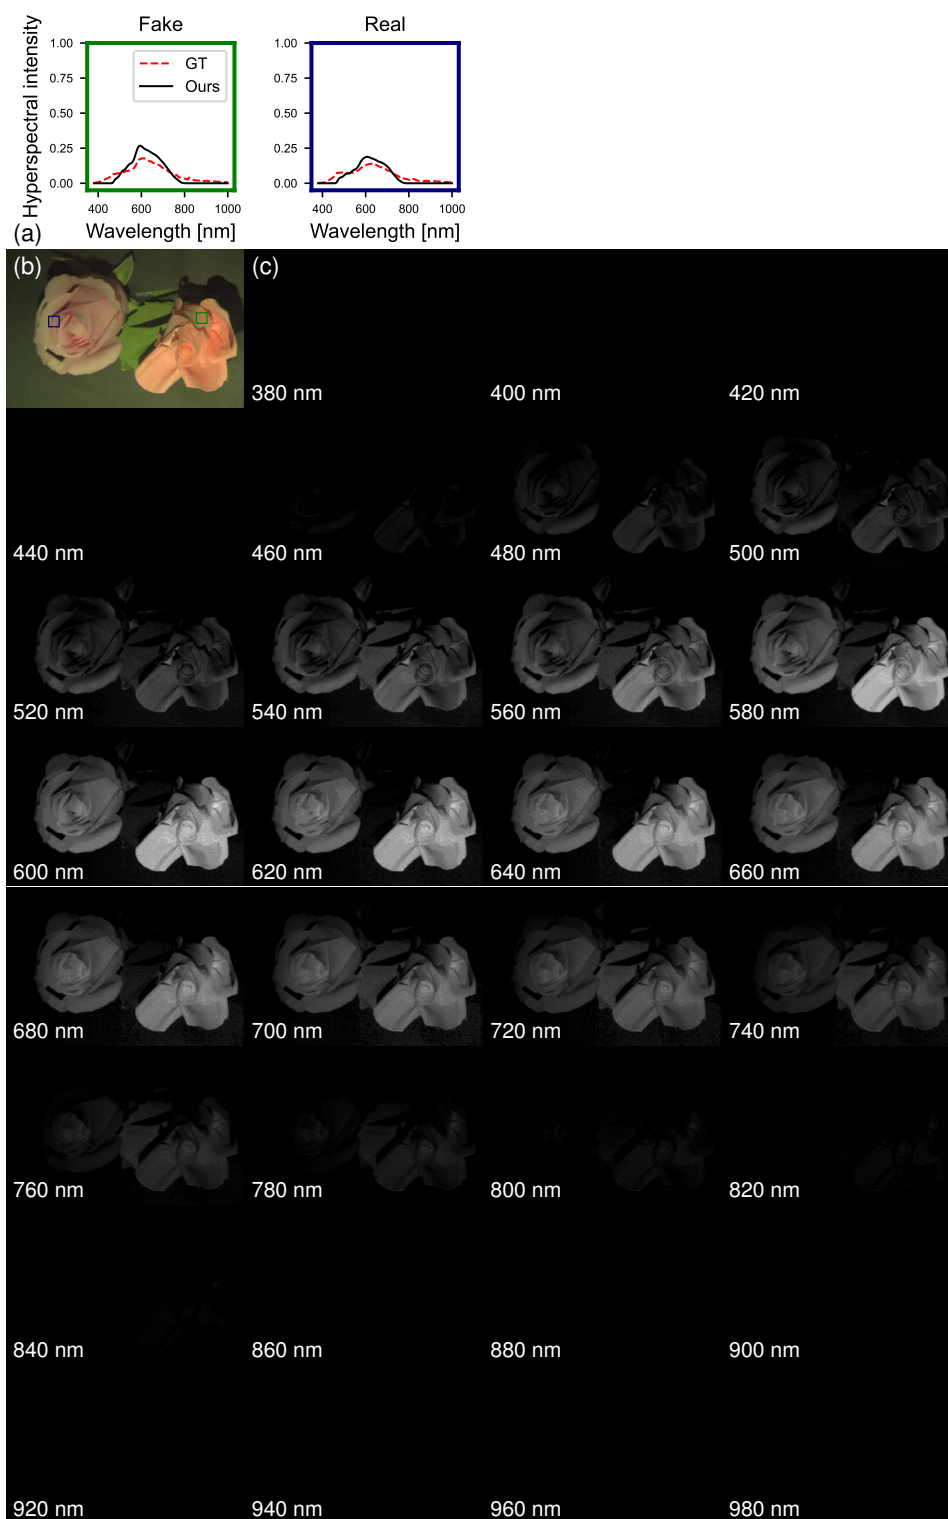 Fake
Real
Hyperspectral intensity
1.00
0.75
0.50
0.25
0.00
GT
Ours
400 600 800 1000
Wavelength [nm]
1.00
0.75
0.50
0.25
0.00
400 600 800 1000
Wavelength [nm]
(a)
(b)
(c)
380 nm
400 nm
420 nm
440 nm
460 nm
480 nm
500 nm
520 nm
540 nm
560 nm
580 nm
600 nm
620 nm
640 nm
660 nm
680 nm
700 nm
720 nm
740 nm
760 nm
780 nm
800 nm
820 nm
840 nm
860 nm
880 nm
900 nm
920 nm
940 nm
960 nm
980 nm